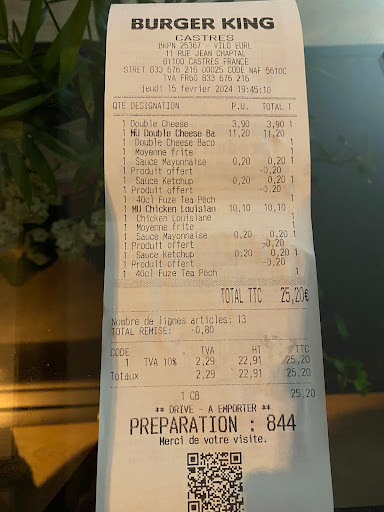 BURGER KING
CASTRES
BKPN 25367 - VILO EURL
11 RUE JEAN CHAPTAL
81100 CASTRES FRANCE
SIRET 833 676 216 00025 CODE NAF 5610C
TVA FR60 833 676 216
jeudi 15 février 2024 19:45:10
QTE DESIGNATION P.U. TOTAL T
1 Double Cheese 3,90 3,90 1
1 MU Double Cheese Ba 11,20 11,20
1 Double Cheese Baco 1
1 Moyenne frite 1
1 Sauce Mayonnaise 0,20 0,20 1
1 Produit offert -0,20
1 Sauce Ketchup 0,20 0,20 1
1 Produit offert -0,20
1 40cl Fuze Tea Pêch 1
1 MU Chicken Louisian 10,10 10,10
1 Chicken Louisiane 1
1 Moyenne frite 1
1 Sauce Mayonnaise 0,20 0,20 1
1 Produit offert -0,20
1 Sauce Ketchup 0,20 0,20 1
1 Produit offert -0,20
1 40cl Fuze Tea Pêch 1
TOTAL TTC 25,20€
Nombre de lignes articles: 13
TOTAL REMISE: -0,80
CODE TVA HT TTC
1 TVA 10% 2,29 22,91 25,20
Totaux 2,29 22,91 25,20
1 CB 25,20
** DRIVE - A EMPORTER **
PREPARATION : 844
Merci de votre visite.